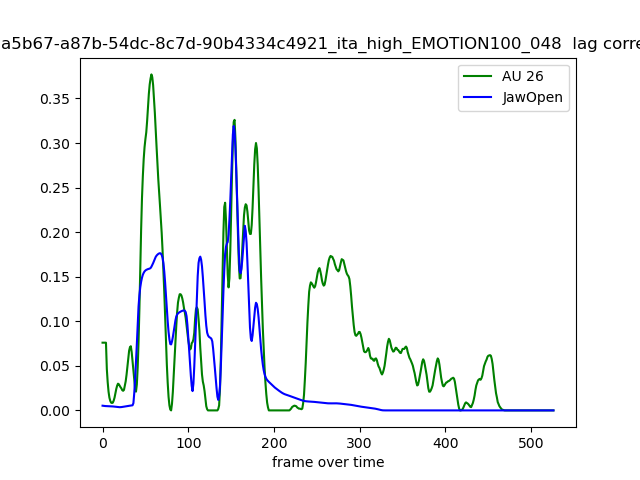 a5b67-a87b-54dc-8c7d-90b4334c4921_ita_high_EMOTION100_048 lag corre
AU 26
JawOpen
0.35
0.30
0.25
0.20
0.15
0.10
0.05
0.00
0 100 200 300 400 500
frame over time